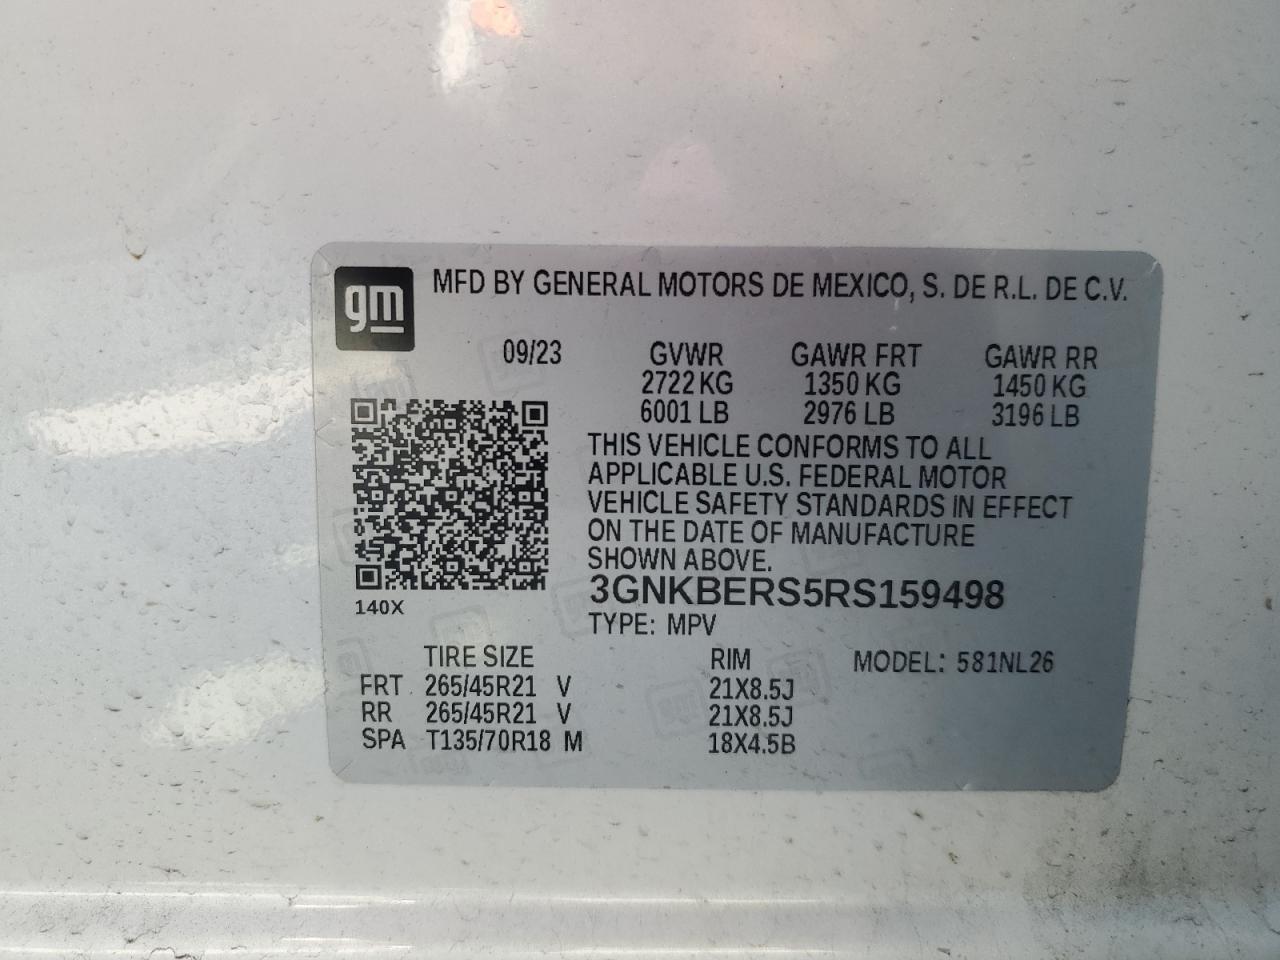 gm MFD BY GENERAL MOTORS DE MEXICO, S. DE R.L. DE C.V.
09/23 GVWR GAWR FRT GAWR RR
2722 KG 1350 KG 1450 KG
6001 LB 2976 LB 3196 LB
THIS VEHICLE CONFORMS TO ALL
APPLICABLE U.S. FEDERAL MOTOR
VEHICLE SAFETY STANDARDS IN EFFECT
ON THE DATE OF MANUFACTURE
SHOWN ABOVE.
3GNKBERS5RS159498
140X
TYPE: MPV
TIRE SIZE RIM MODEL: 581NL26
FRT 265/45R21 V 21X8.5J
RR 265/45R21 V 21X8.5J
SPA T135/70R18 M 18X4.5B